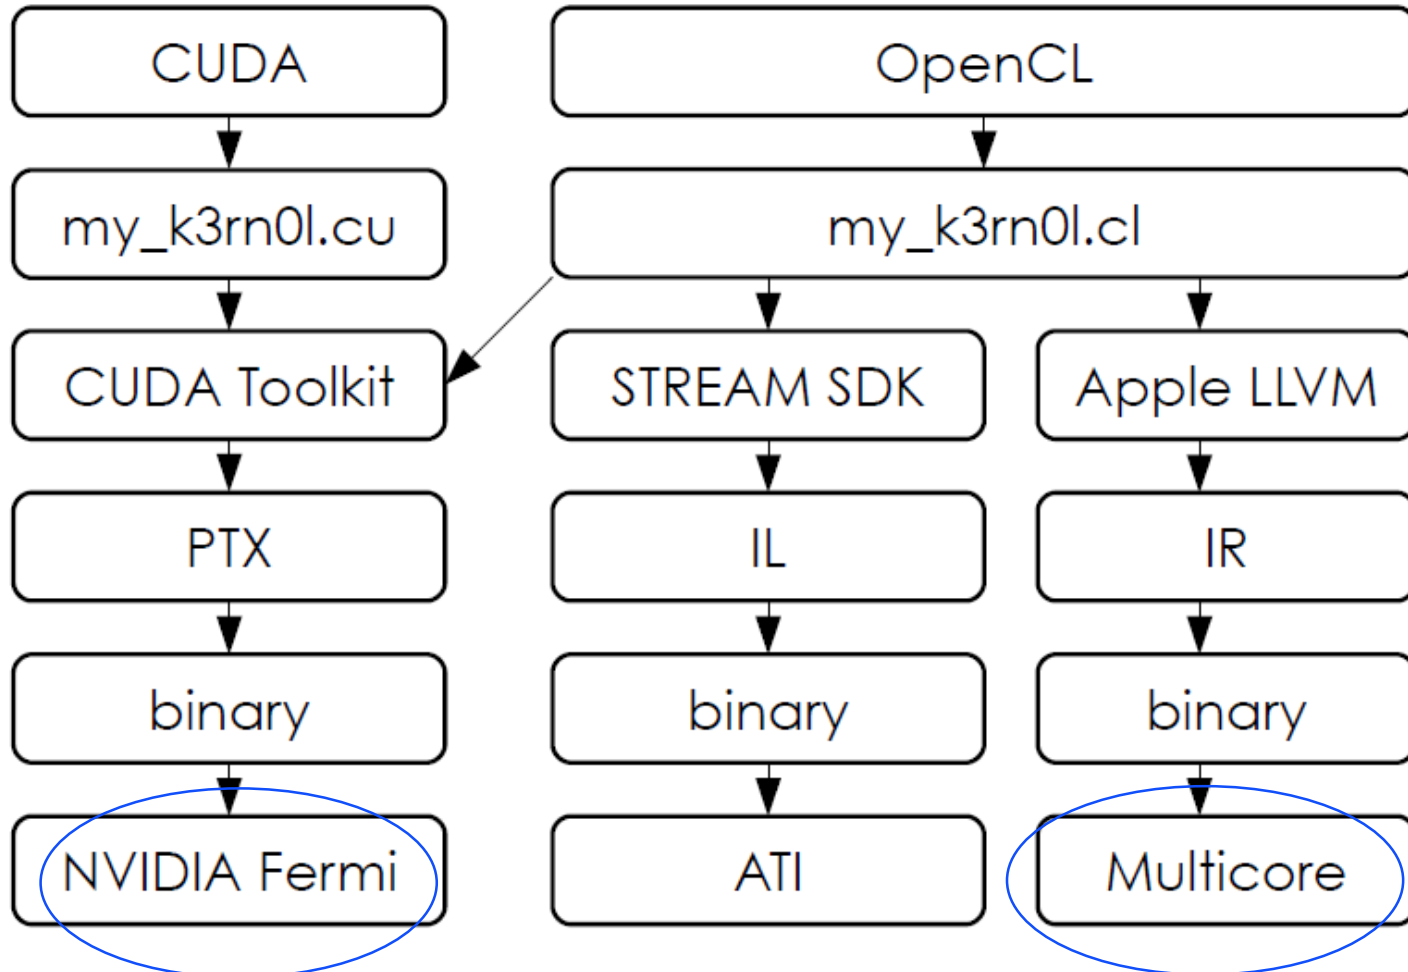 CUDA
OpenCL
my_k3rn0l.cu
my_k3rn0l.cl
CUDA Toolkit
STREAM SDK
Apple LLVM
PTX
IL
IR
binary
binary
binary
NVIDIA Fermi
ATI
Multicore